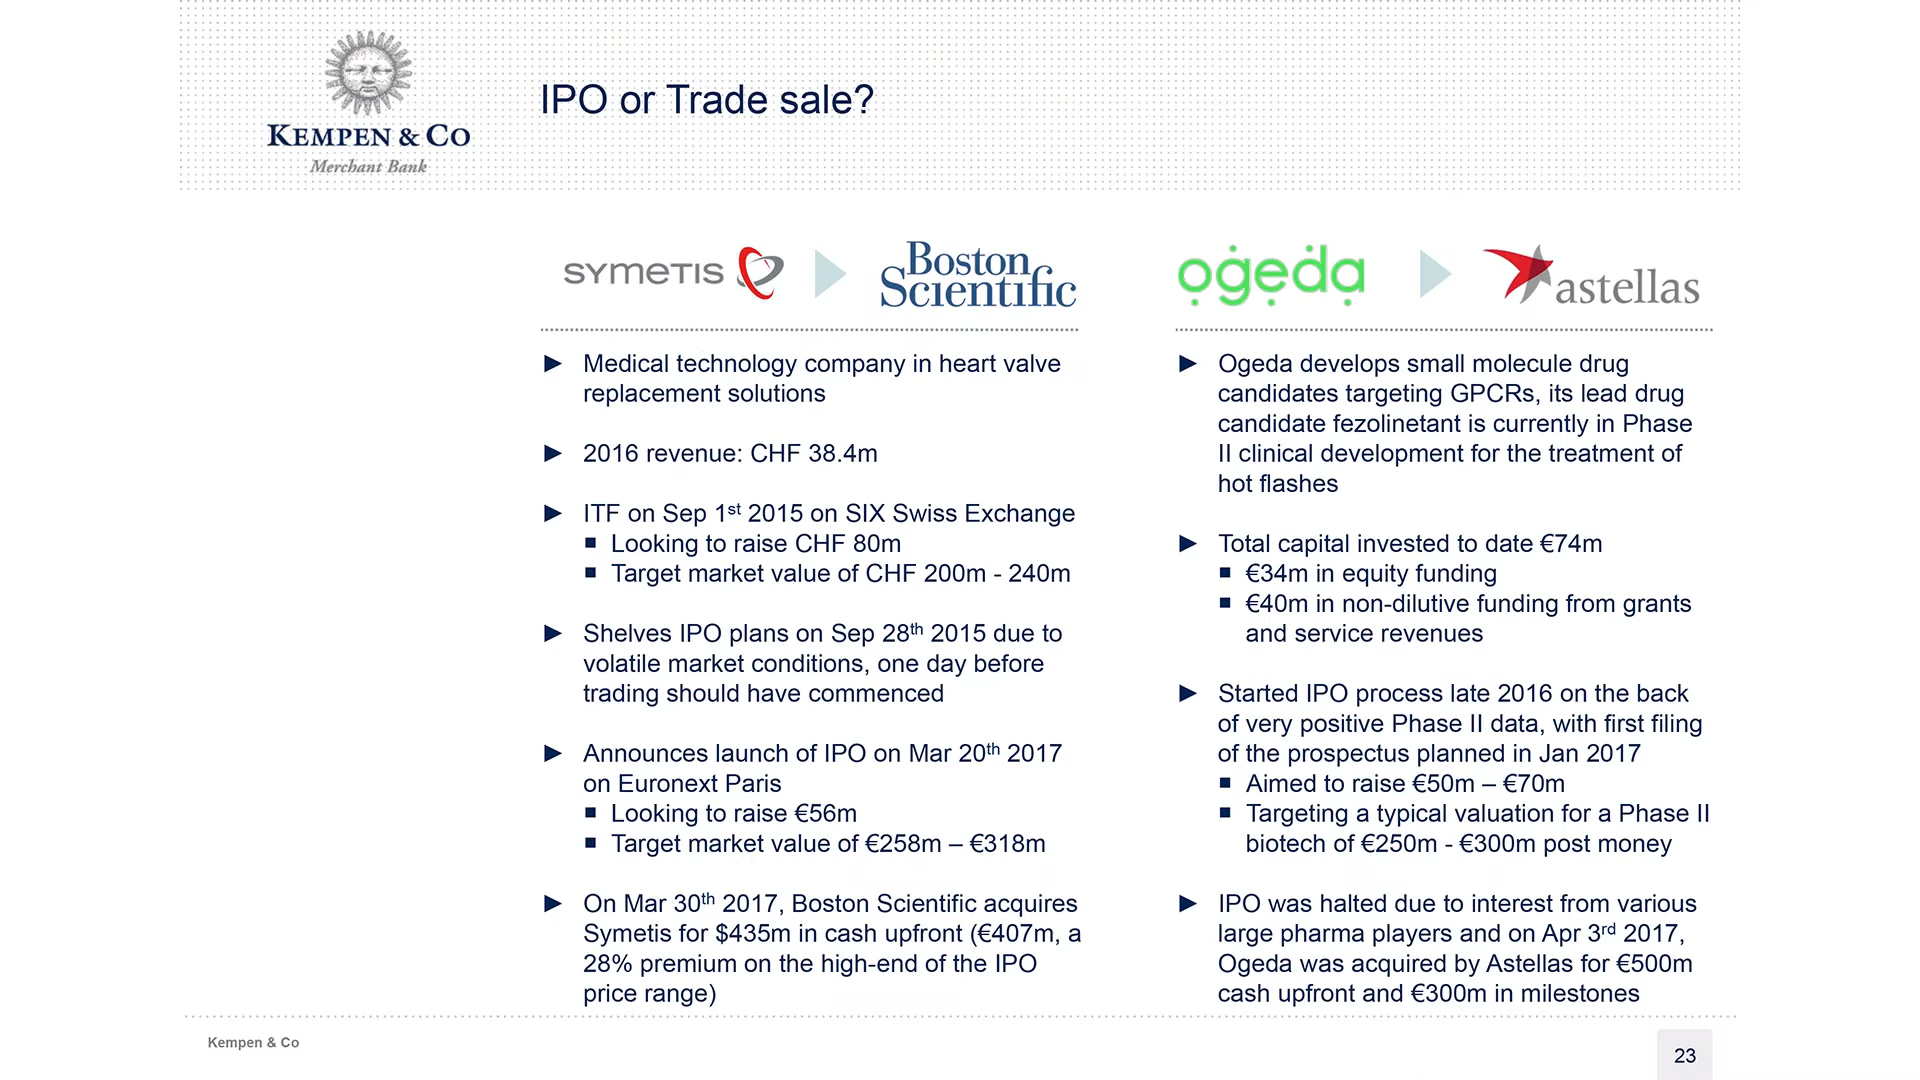 KEMPEN & CO
Merchant Bank
IPO or Trade sale?
SYMETIS
Boston
Scientific
ogeda
astellas
► Medical technology company in heart valve
replacement solutions
► 2016 revenue: CHF 38.4m
► ITF on Sep 1st 2015 on SIX Swiss Exchange
▪ Looking to raise CHF 80m
▪ Target market value of CHF 200m - 240m
► Shelves IPO plans on Sep 28th 2015 due to
volatile market conditions, one day before
trading should have commenced
► Announces launch of IPO on Mar 20th 2017
on Euronext Paris
▪ Looking to raise €56m
▪ Target market value of €258m – €318m
► On Mar 30th 2017, Boston Scientific acquires
Symetis for $435m in cash upfront (€407m, a
28% premium on the high-end of the IPO
price range)
► Ogeda develops small molecule drug
candidates targeting GPCRs, its lead drug
candidate fezolinetant is currently in Phase
II clinical development for the treatment of
hot flashes
► Total capital invested to date €74m
▪ €34m in equity funding
▪ €40m in non-dilutive funding from grants
and service revenues
► Started IPO process late 2016 on the back
of very positive Phase II data, with first filing
of the prospectus planned in Jan 2017
▪ Aimed to raise €50m – €70m
▪ Targeting a typical valuation for a Phase II
biotech of €250m - €300m post money
► IPO was halted due to interest from various
large pharma players and on Apr 3rd 2017,
Ogeda was acquired by Astellas for €500m
cash upfront and €300m in milestones
Kempen & Co
23